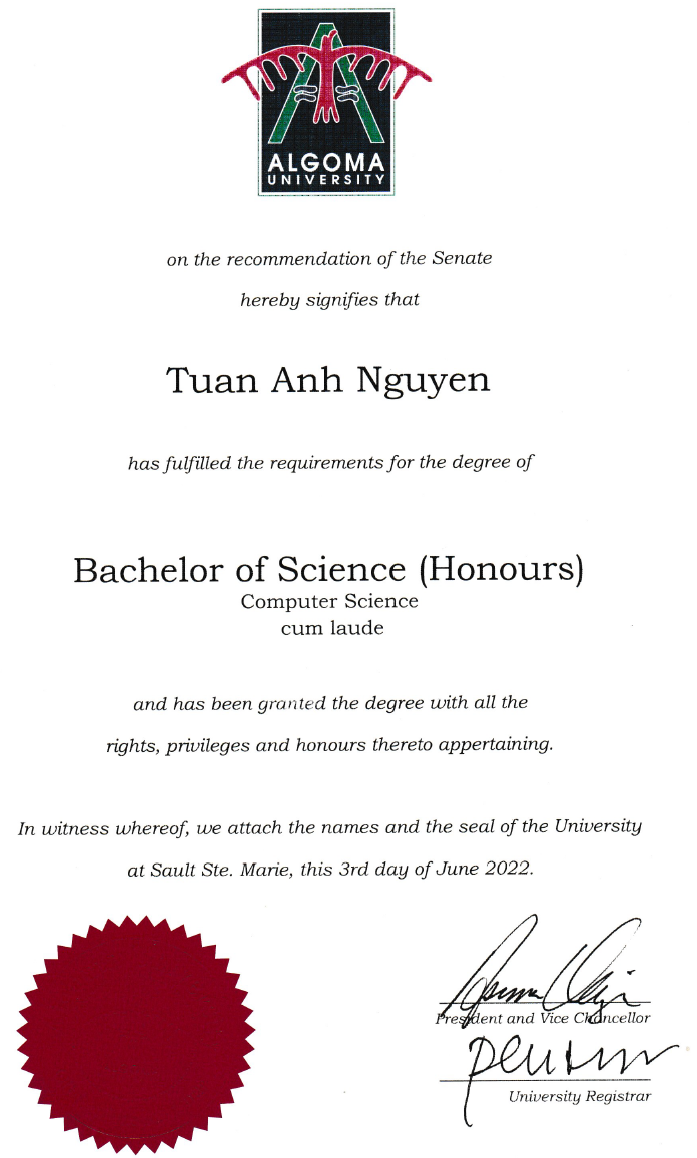 ALGOMA
UNIVERSITY
on the recommendation of the Senate
hereby signifies that
Tuan Anh Nguyen
has fulfilled the requirements for the degree of
Bachelor of Science (Honours)
Computer Science
cum laude
and has been granted the degree with all the
rights, privileges and honours thereto appertaining.
In witness whereof, we attach the names and the seal of the University
at Sault Ste. Marie, this 3rd day of June 2022.
President and Vice Chancellor
University Registrar